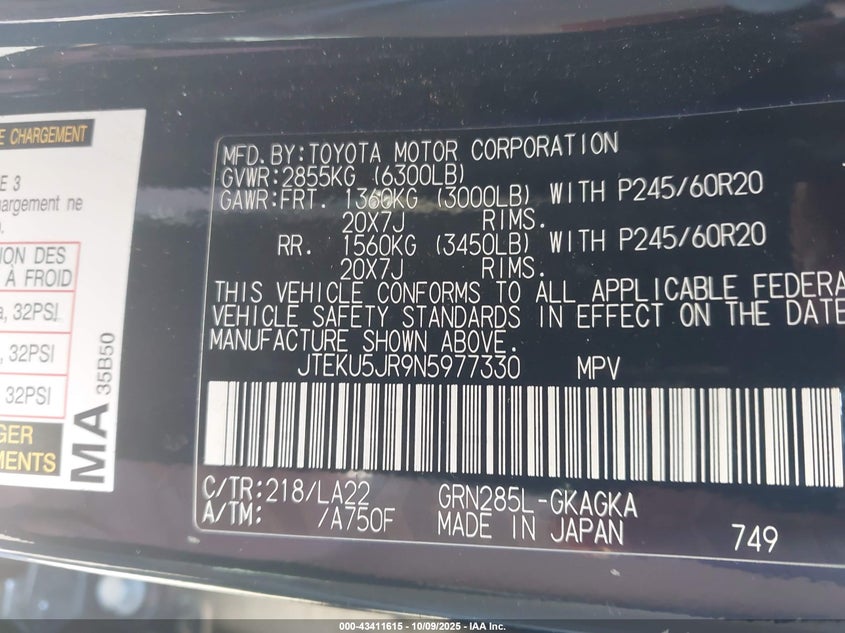 E CHARGEMENT
E 3
argement ne
ION DES
À FROID
a, 32PSI
, 32PSI
32PSI
GER
MENTS
MA
35B50
MFD.BY:TOYOTA MOTOR CORPORATION
GVWR:2855KG (6300LB)
GAWR:FRT. 1360KG (3000LB) WITH P245/60R20
20X7J RIMS.
RR. 1560KG (3450LB) WITH P245/60R20
20X7J RIMS.
THIS VEHICLE CONFORMS TO ALL APPLICABLE FEDERA
VEHICLE SAFETY STANDARDS IN EFFECT ON THE DATE
MANUFACTURE SHOWN ABOVE.
JTEKU5JR9N5977330 MPV
C/TR:218/LA22 GRN285L-GKAGKA
A/TM: /A750F MADE IN JAPAN 749
000-43411615 - 10/09/2025 - IAA Inc.